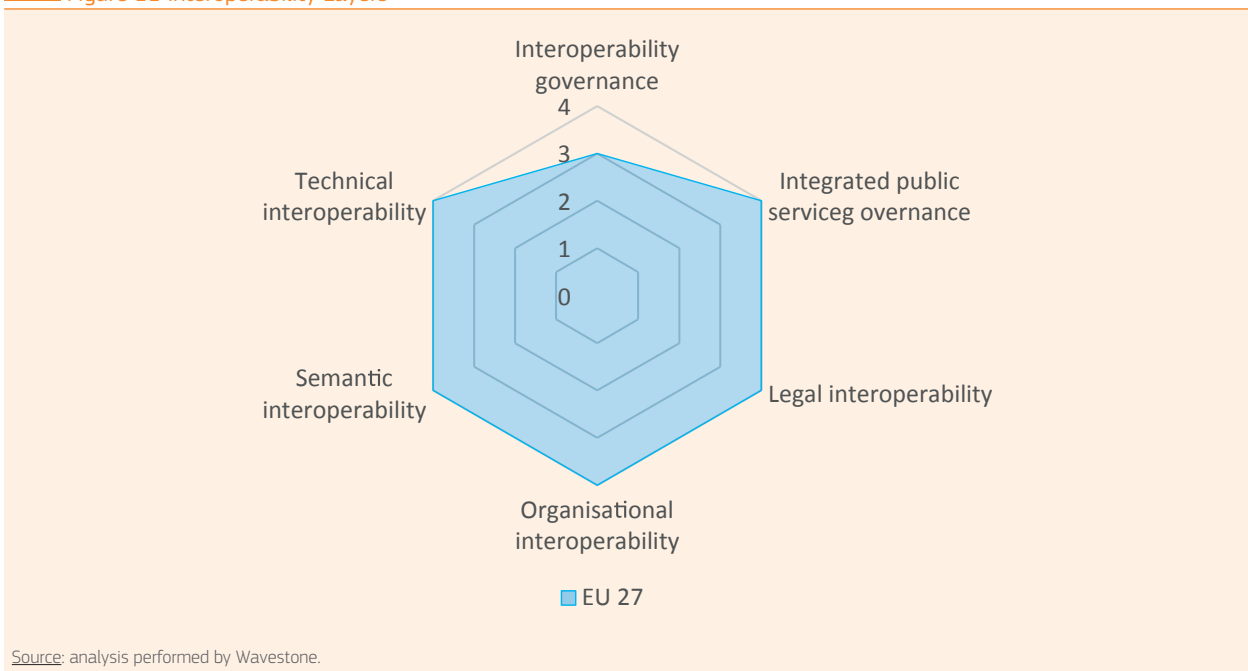 Interoperability
governance
4
3
2
1
0
Integrated public
serviceg overnance
Legal interoperability
Organisational
interoperability
Semantic
interoperability
Technical
interoperability
EU 27
Source: analysis performed by Wavestone.